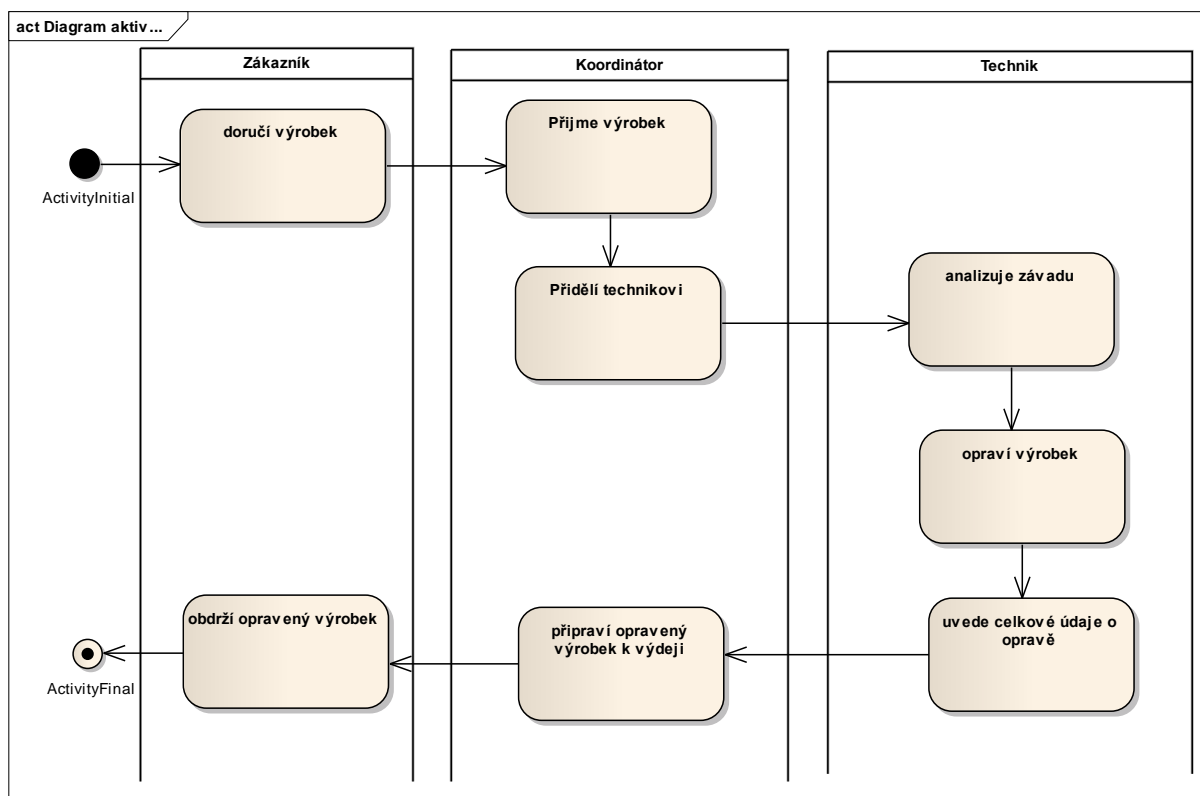 act Diagram aktiv...
Zákazník
Koordinátor
Technik
doručí výrobek
Přijme výrobek
ActivityInitial
Přidělí technikovi
analizuje závadu
opraví výrobek
obdrží opravený výrobek
připraví opravený
výrobek k výdeji
uvede celkové údaje o
opravě
ActivityFinal